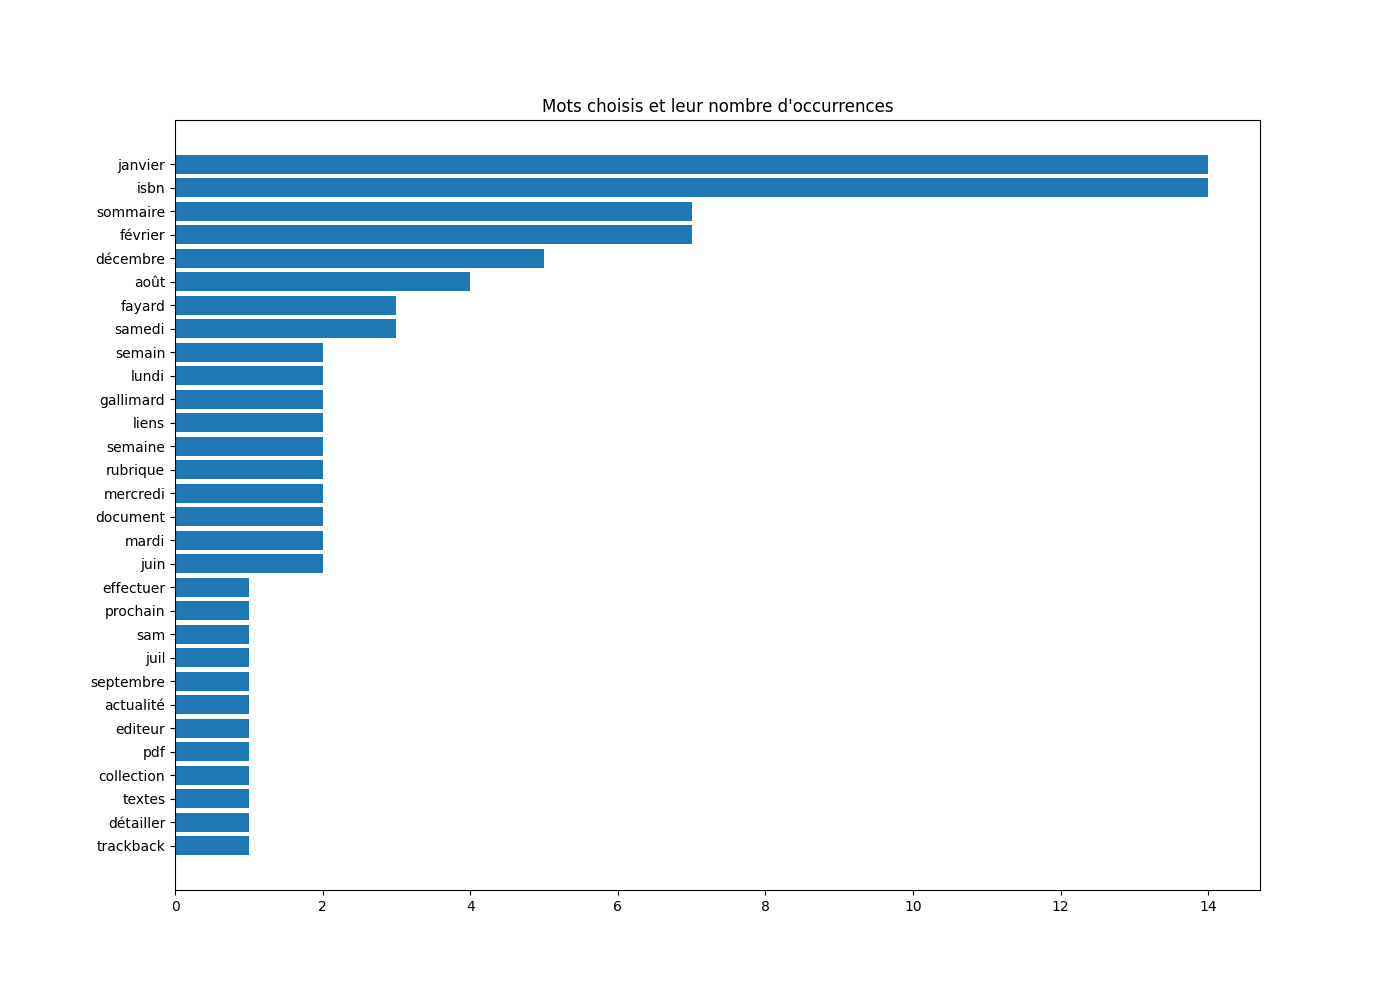 Mots choisis et leur nombre d'occurrences
janvier
isbn
sommaire
février
décembre
août
fayard
samedi
semain
lundi
gallimard
liens
semaine
rubrique
mercredi
document
mardi
juin
effectuer
prochain
sam
juil
septembre
actualité
editeur
pdf
collection
textes
détailler
trackback
0 2 4 6 8 10 12 14